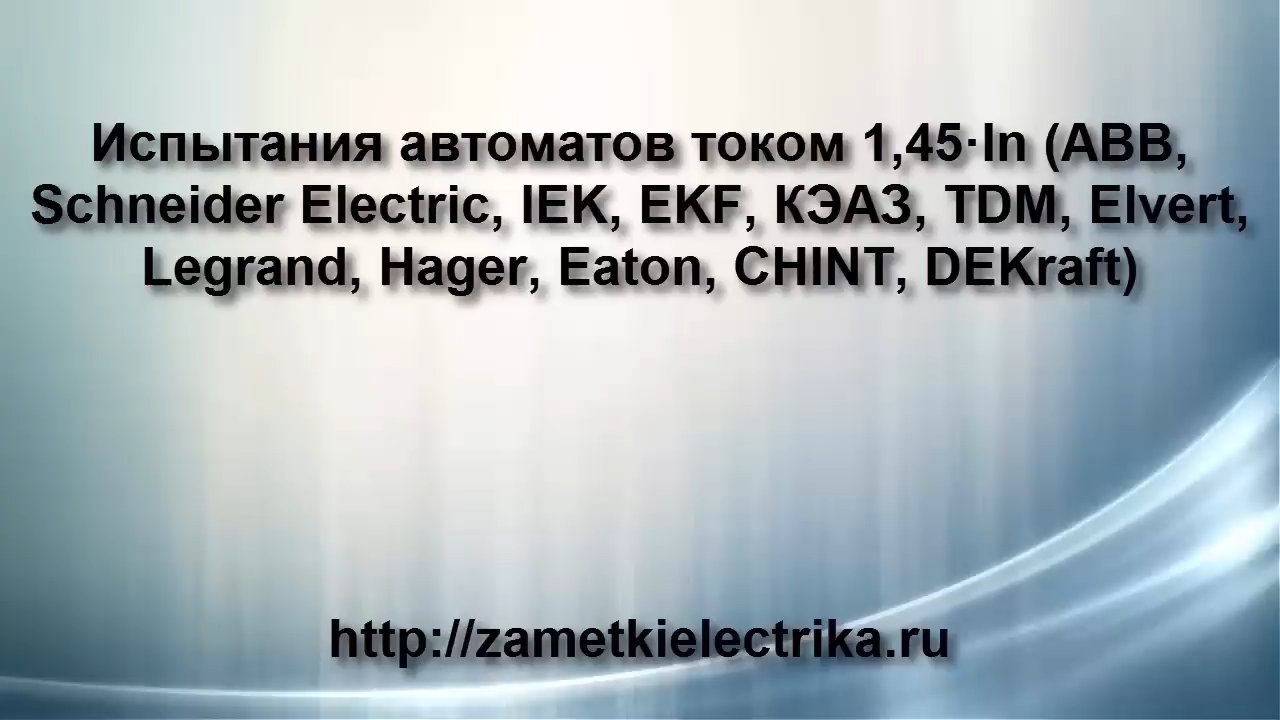 Испытания автоматов током 1,45·In (ABB,
Schneider Electric, IEK, EKF, КЭАЗ, TDM, Elvert,
Legrand, Hager, Eaton, CHINT, DEKraft)
http://zametkielectrika.ru